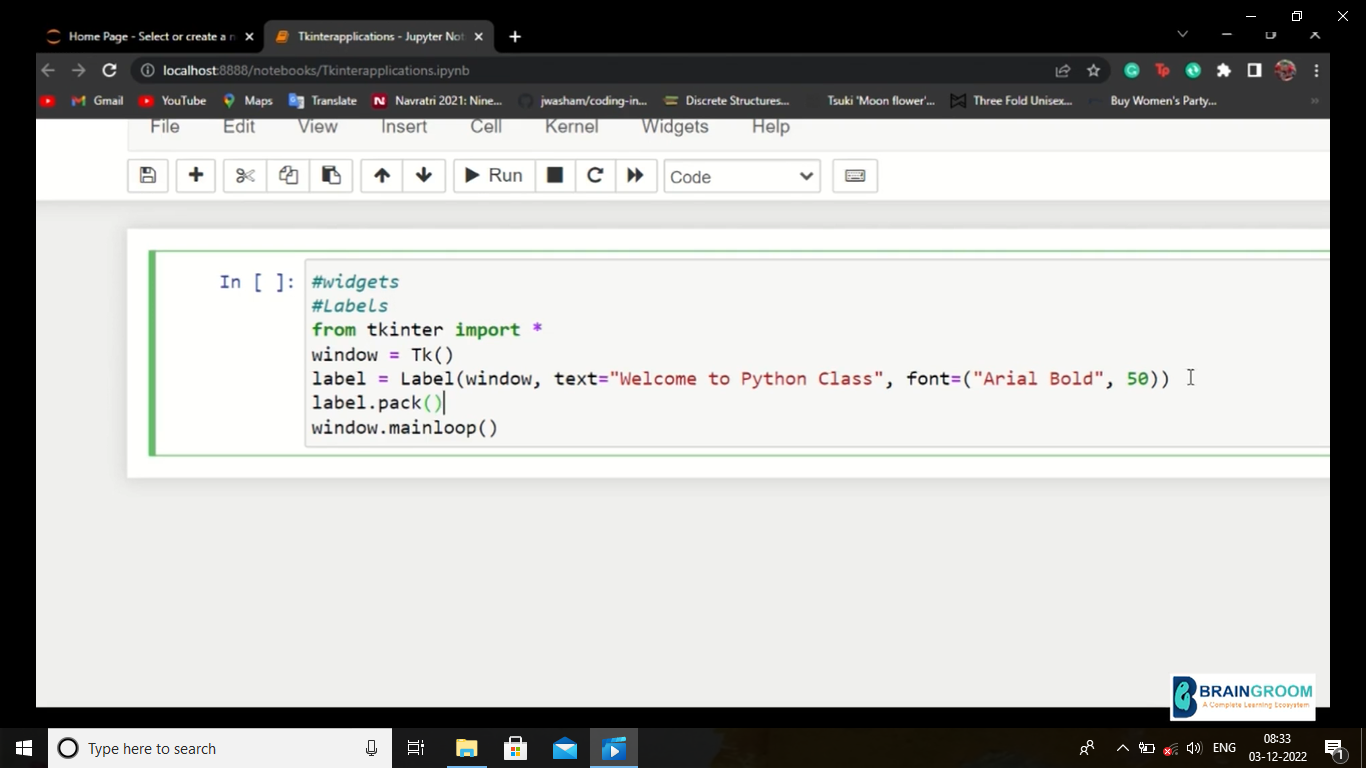 Home Page - Select or create a n
Tkinterapplications - Jupyter Not
localhost:8888/notebooks/Tkinterapplications.ipynb
Gmail YouTube Maps Translate Navratri 2021: Nine... jwasham/coding-in... Discrete Structures... Tsuki 'Moon flower'... Three Fold Unisex... Buy Women's Party...
File Edit View Insert Cell Kernel Widgets Help
Run Code
In [ ]:
#widgets
#Labels
from tkinter import *
window = Tk()
label = Label(window, text="Welcome to Python Class", font=("Arial Bold", 50))
label.pack()
window.mainloop()
BRAINGROOM
A Complete Learning Ecosystem
Type here to search
ENG
08:33
03-12-2022
1